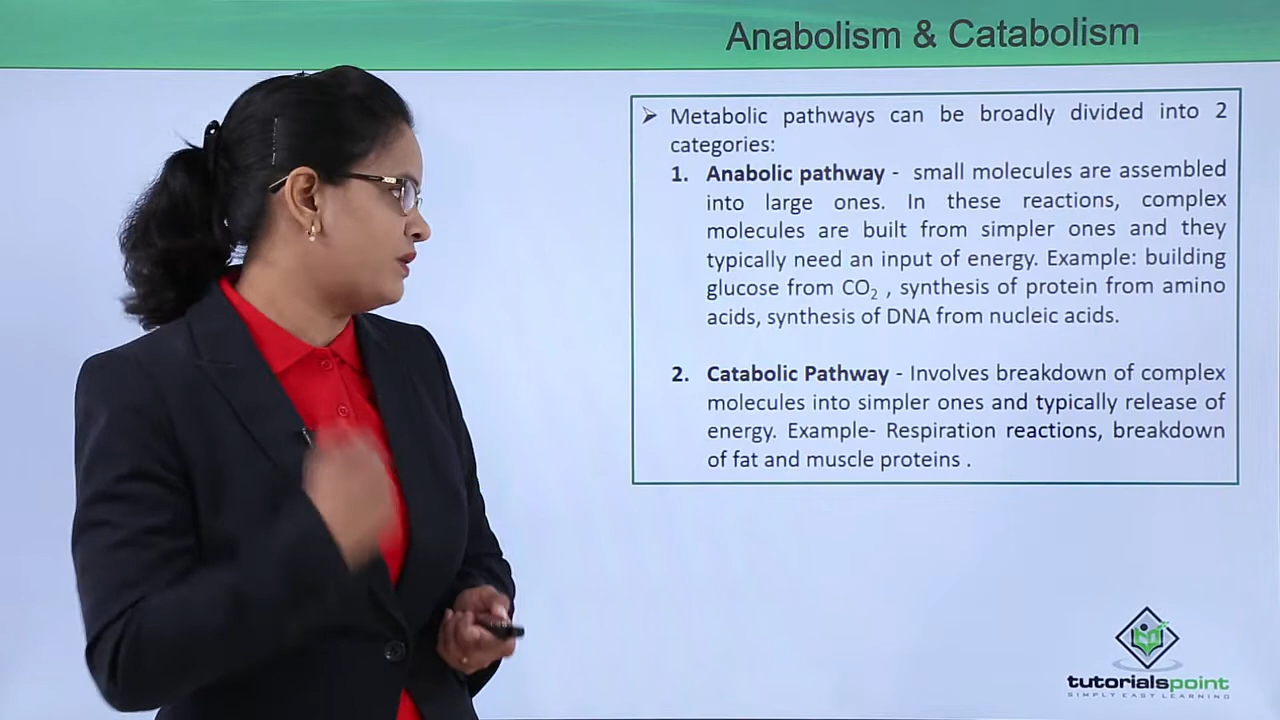 Anabolism & Catabolism
➢ Metabolic pathways can be broadly divided into 2
categories:
1. Anabolic pathway - small molecules are assembled
into large ones. In these reactions, complex
molecules are built from simpler ones and they
typically need an input of energy. Example: building
glucose from CO₂ , synthesis of protein from amino
acids, synthesis of DNA from nucleic acids.
2. Catabolic Pathway - Involves breakdown of complex
molecules into simpler ones and typically release of
energy. Example- Respiration reactions, breakdown
of fat and muscle proteins .
tutorialspoint
SIMPLY EASY LEARNING